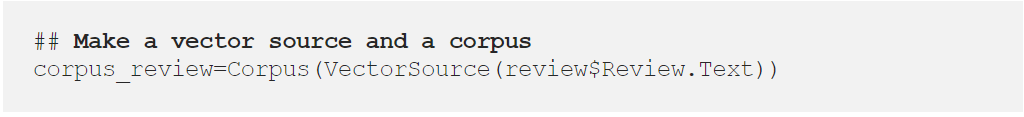 ## Make a vector source and a corpus
corpus_review=Corpus(VectorSource(review$Review.Text))